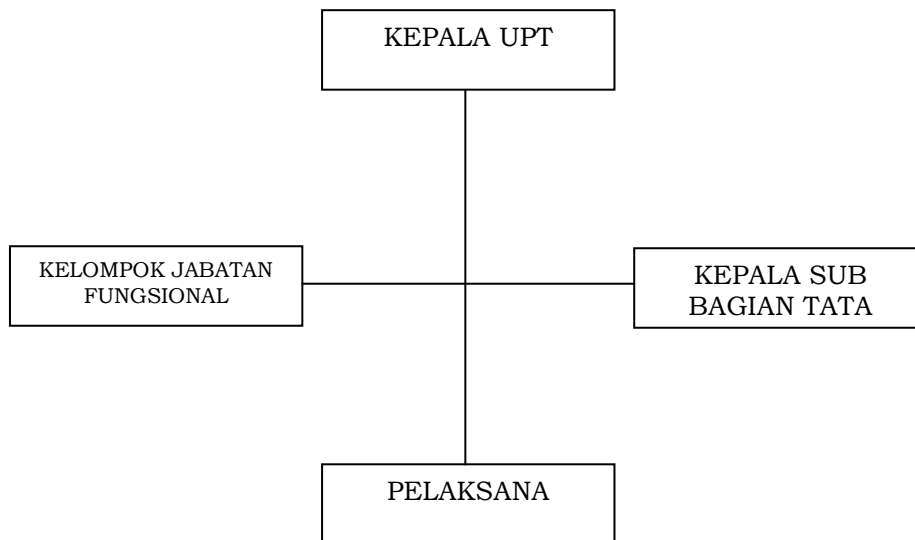 KEPALA UPT
KELOMPOK JABATAN
FUNGSIONAL
KEPALA SUB
BAGIAN TATA
PELAKSANA